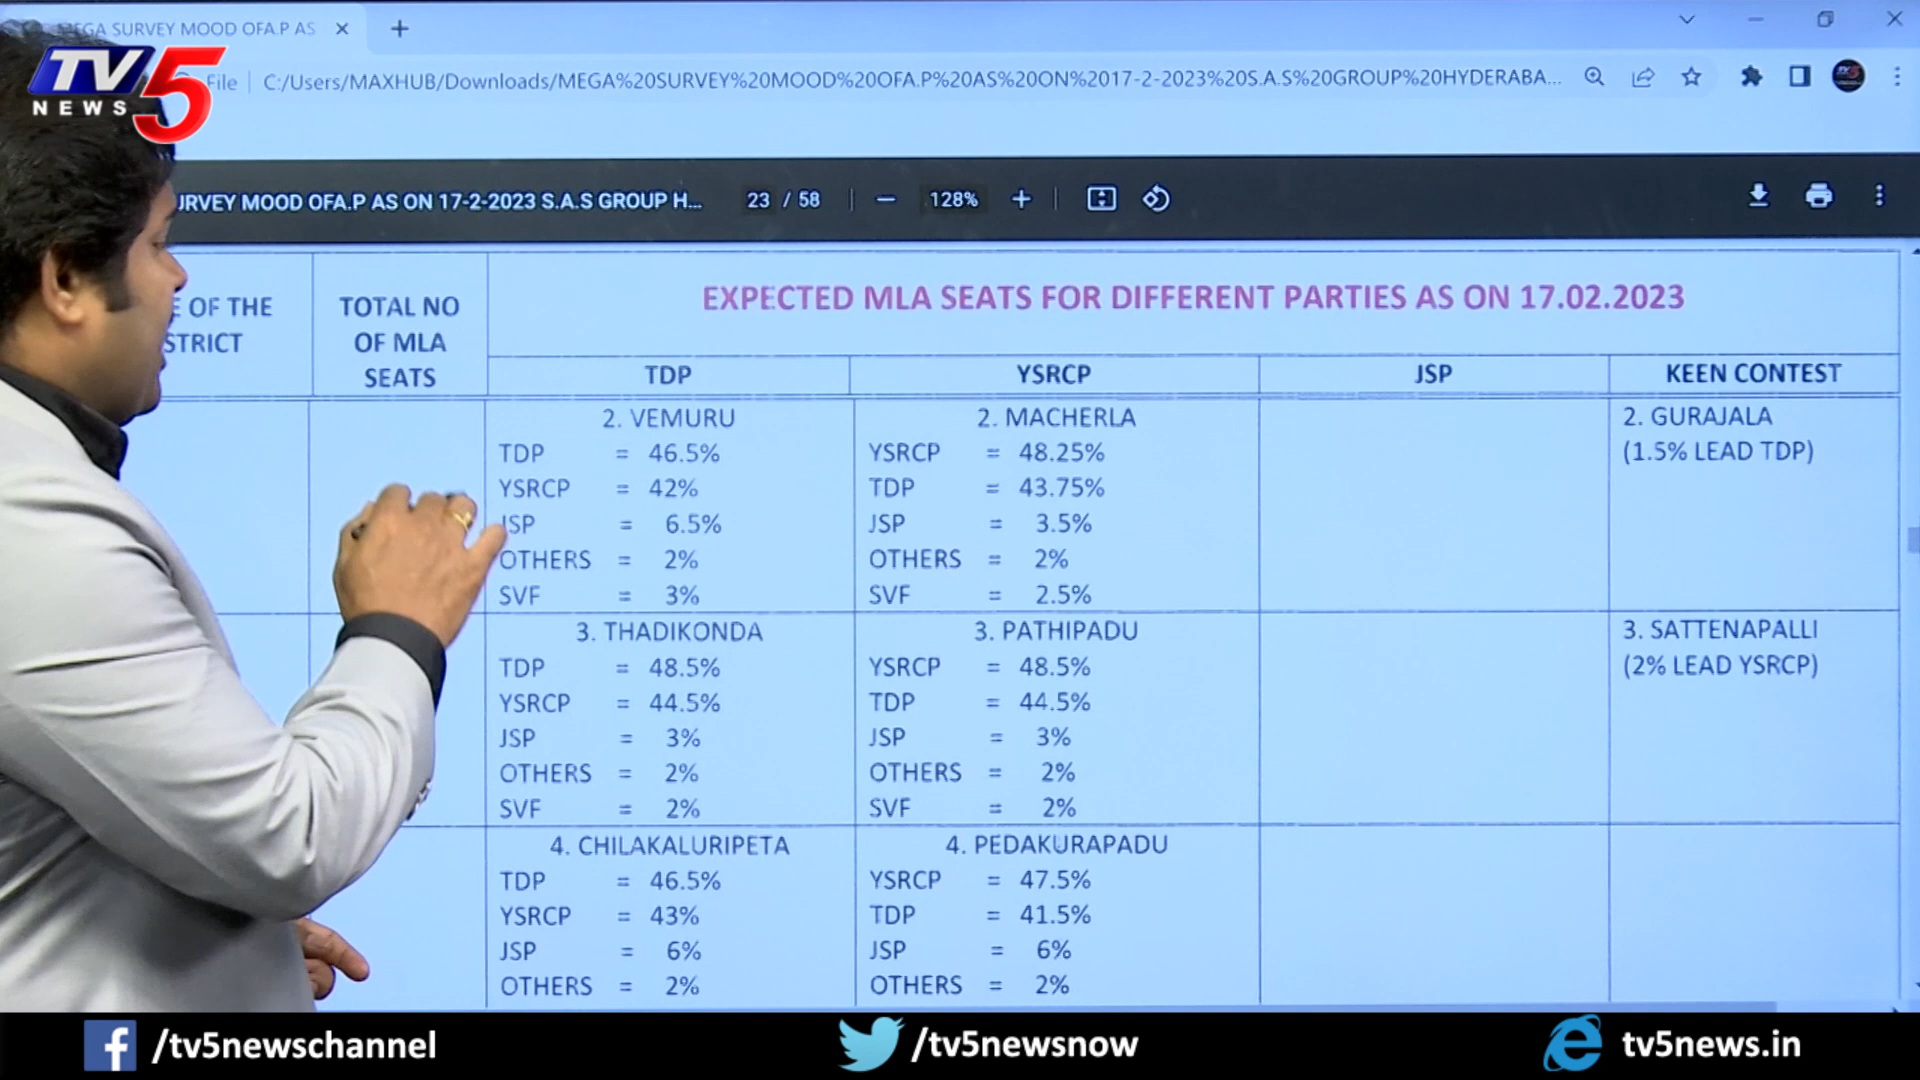 MEGA SURVEY MOOD OFA.P AS
TV5
NEWS
File C:/Users/MAXHUB/Downloads/MEGA%20SURVEY%20MOOD%20OFA.P%20AS%20ON%2017-2-2023%20S.A.S%20GROUP%20HYDERABA...
URVEY MOOD OFA.P AS ON 17-2-2023 S.A.S GROUP H... 23 / 58 128%
E OF THE
STRICT
TOTAL NO
OF MLA
SEATS
EXPECTED MLA SEATS FOR DIFFERENT PARTIES AS ON 17.02.2023
TDP YSRCP JSP KEEN CONTEST
2. VEMURU
TDP = 46.5%
YSRCP = 42%
JSP = 6.5%
OTHERS = 2%
SVF = 3%
2. MACHERLA
YSRCP = 48.25%
TDP = 43.75%
JSP = 3.5%
OTHERS = 2%
SVF = 2.5%
2. GURAJALA
(1.5% LEAD TDP)
3. THADIKONDA
TDP = 48.5%
YSRCP = 44.5%
JSP = 3%
OTHERS = 2%
SVF = 2%
3. PATHIPADU
YSRCP = 48.5%
TDP = 44.5%
JSP = 3%
OTHERS = 2%
SVF = 2%
3. SATTENAPALLI
(2% LEAD YSRCP)
4. CHILAKALURIPETA
TDP = 46.5%
YSRCP = 43%
JSP = 6%
OTHERS = 2%
4. PEDAKURAPADU
YSRCP = 47.5%
TDP = 41.5%
JSP = 6%
OTHERS = 2%
/tv5newschannel
/tv5newsnow
tv5news.in